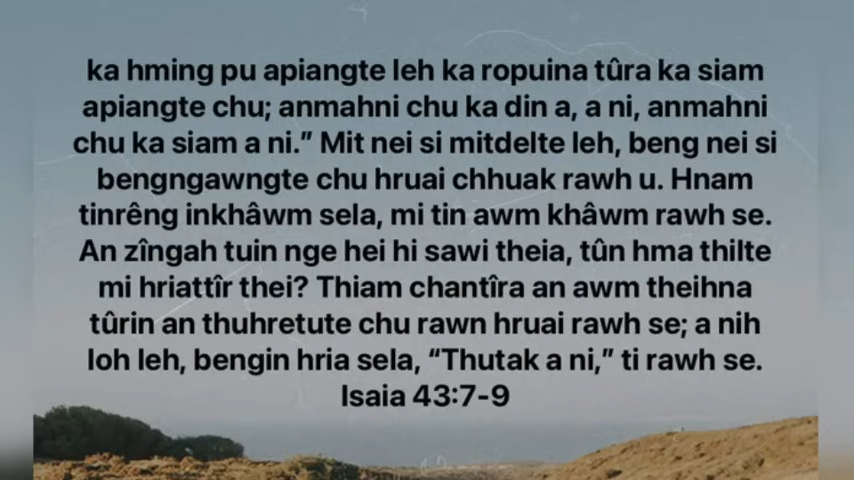 ka hming pu apiangte leh ka ropuina tûra ka siam
apiangte chu; anmahni chu ka din a, a ni, anmahni
chu ka siam a ni.” Mit nei si mitdelte leh, beng nei si
bengngawngte chu hruai chhuak rawh u. Hnam
tinrêng inkhâwm sela, mi tin awm khâwm rawh se.
An zîngah tuin nge hei hi sawi theia, tûn hma thilte
mi hriattîr thei? Thiam chantîra an awm theihna
tûrin an thuhretute chu rawn hruai rawh se; a nih
loh leh, bengin hria sela, “Thutak a ni,” ti rawh se.
Isaia 43:7-9